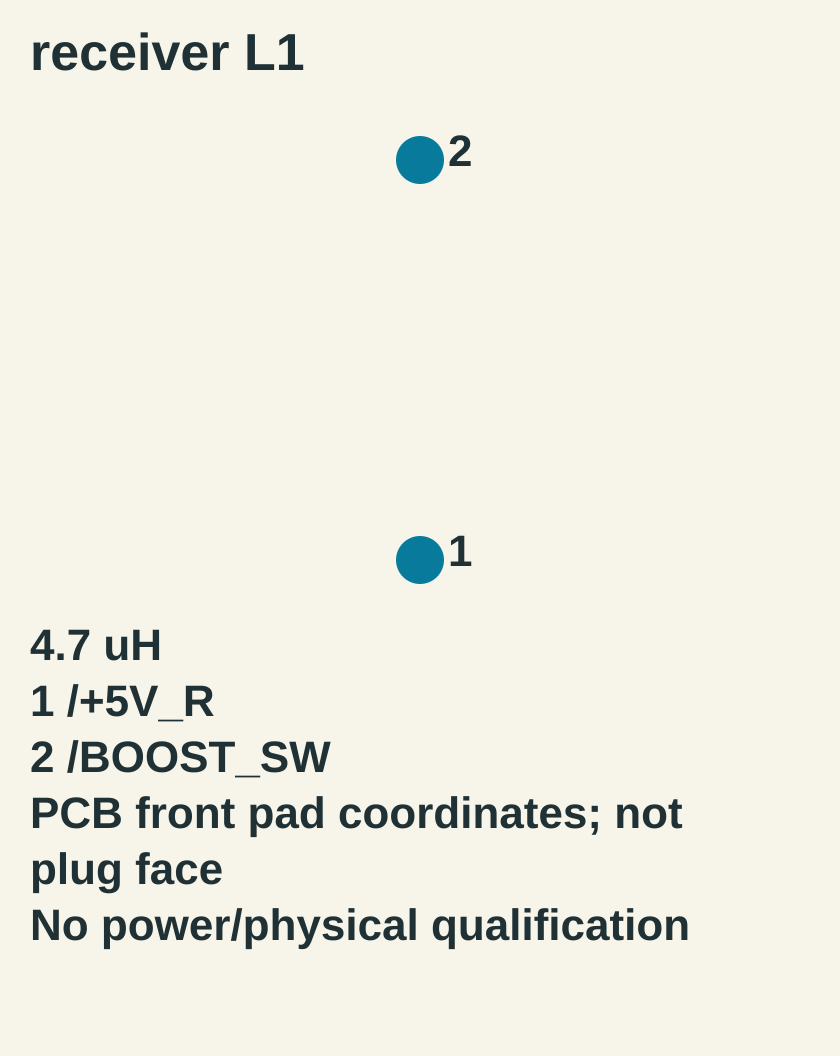 receiver L1
2
1
4.7 uH
1 /+5V_R
2 /BOOST_SW
PCB front pad coordinates; not
plug face
No power/physical qualification